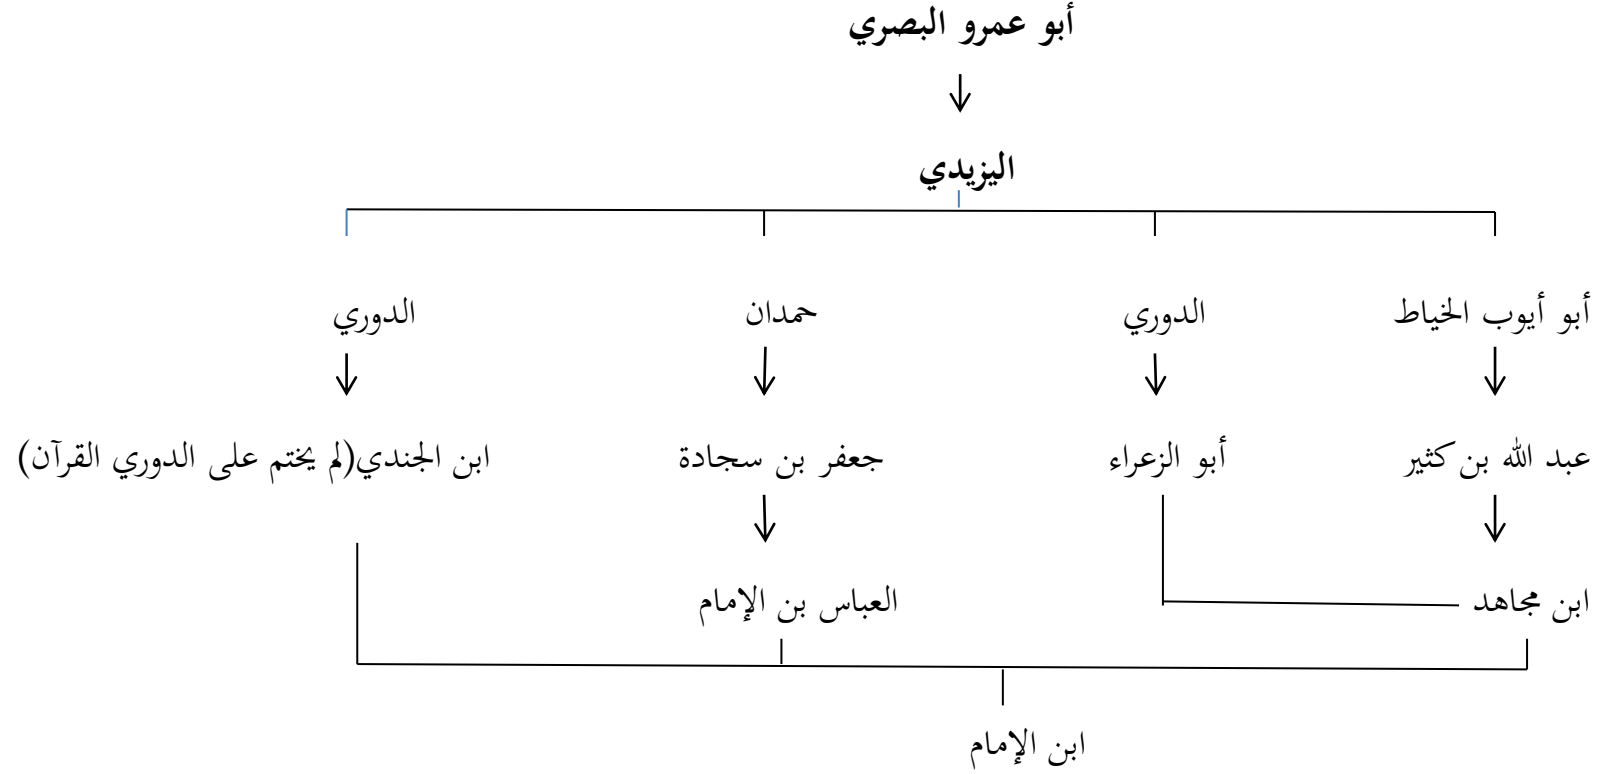 أبو عمرو البصري
اليزيدي
أبو أيوب الخياط
الدوري
حمدان
الدوري
عبد الله بن كثير
أبو الزعراء
جعفر بن سجادة
ابن الجندي(لم يختم على الدوري القرآن)
ابن مجاهد
العباس بن الإمام
ابن الإمام